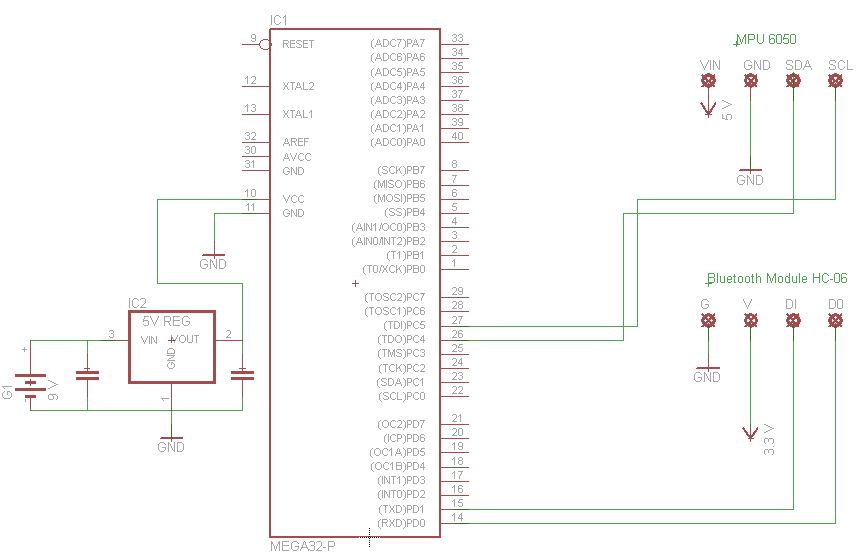 IC1
9 RESET
12 XTAL2
13 XTAL1
32 AREF
30 AVCC
31 GND
10 VCC
11 GND
(ADC7)PA7 33
(ADC6)PA6 34
(ADC5)PA5 35
(ADC4)PA4 36
(ADC3)PA3 37
(ADC2)PA2 38
(ADC1)PA1 39
(ADC0)PA0 40
(SCK)PB7 8
(MISO)PB6 7
(MOSI)PB5 6
(SS)PB4 5
(AIN1/OC0)PB3 4
(AIN0/INT2)PB2 3
(T1)PB1 2
(T0/XCK)PB0 1
(TOSC2)PC7 29
(TOSC1)PC6 28
(TDI)PC5 27
(TDO)PC4 26
(TMS)PC3 25
(TCK)PC2 24
(SDA)PC1 23
(SCL)PC0 22
(OC2)PD7 21
(ICP)PD6 20
(OC1A)PD5 19
(OC1B)PD4 18
(INT1)PD3 17
(INT0)PD2 16
(TXD)PD1 15
(RXD)PD0 14
MEGA32-P
GND
IC2
5V REG
3 VIN VOUT 2
GND
1
GND
G1
9 V
MPU 6050
VIN GND SDA SCL
5 V
GND
Bluetooth Module HC-06
G V DI D0
GND
3.3 V